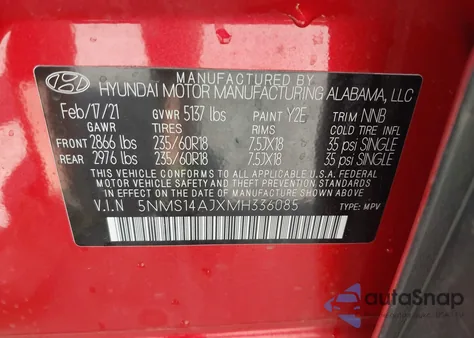 MANUFACTURED BY
HYUNDAI MOTOR MANUFACTURING ALABAMA, LLC
Feb/17/21 GVWR 5137 lbs PAINT Y2E TRIM NNB
GAWR TIRES RIMS COLD TIRE INFL
FRONT 2866 lbs 235/60R18 7.5JX18 35 psi SINGLE
REAR 2976 lbs 235/60R18 7.5JX18 35 psi SINGLE
THIS VEHICLE CONFORMS TO ALL APPLICABLE U.S.A. FEDERAL
MOTOR VEHICLE SAFETY, BUMPER, AND THEFT PREVENTION STANDARDS
IN EFFECT ON THE DATE OF MANUFACTURE SHOWN ABOVE.
V.I.N 5NMS14AJXMH336085 TYPE: MPV
autoSnap